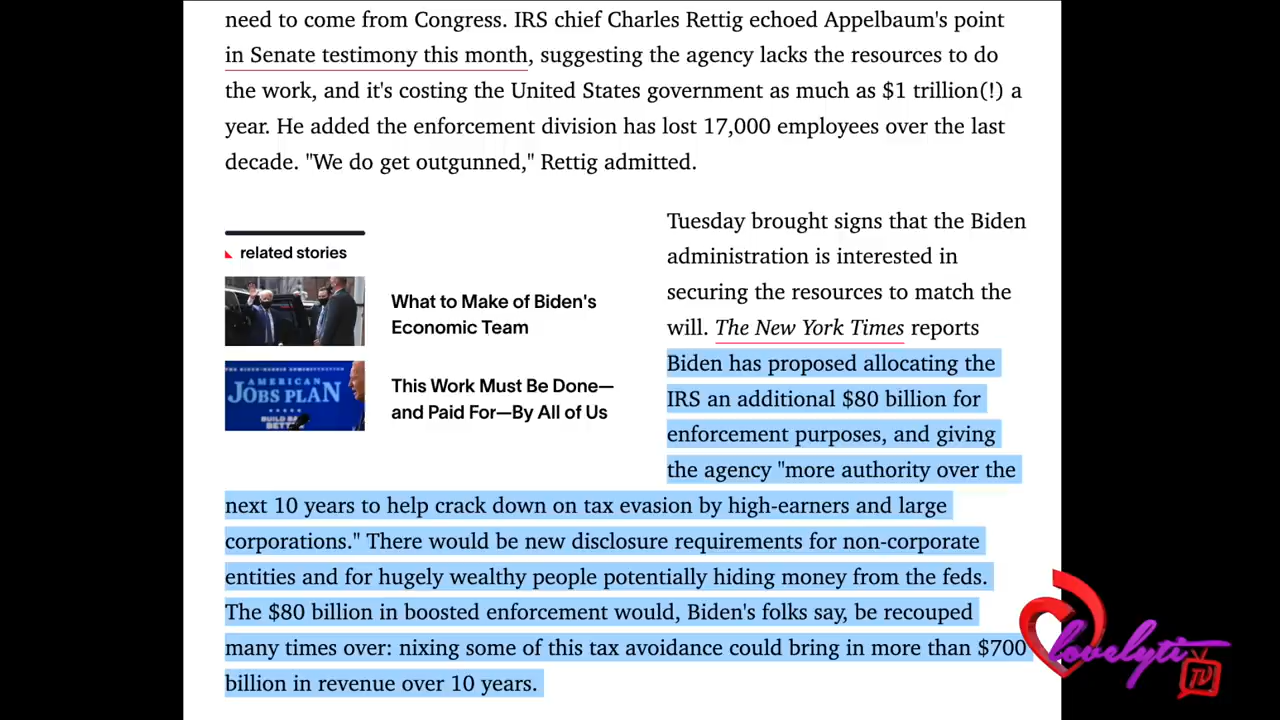 need to come from Congress. IRS chief Charles Rettig echoed Appelbaum's point
in Senate testimony this month, suggesting the agency lacks the resources to do
the work, and it's costing the United States government as much as $1 trillion(!) a
year. He added the enforcement division has lost 17,000 employees over the last
decade. "We do get outgunned," Rettig admitted.
related stories
What to Make of Biden's
Economic Team
AMERICAN
JOBS PLAN
BUILD BACK
This Work Must Be Done—
and Paid For—By All of Us
Tuesday brought signs that the Biden
administration is interested in
securing the resources to match the
will. The New York Times reports
Biden has proposed allocating the
IRS an additional $80 billion for
enforcement purposes, and giving
the agency "more authority over the
next 10 years to help crack down on tax evasion by high-earners and large
corporations." There would be new disclosure requirements for non-corporate
entities and for hugely wealthy people potentially hiding money from the feds.
The $80 billion in boosted enforcement would, Biden's folks say, be recouped
many times over: nixing some of this tax avoidance could bring in more than $700
billion in revenue over 10 years.
lovelyti
TV